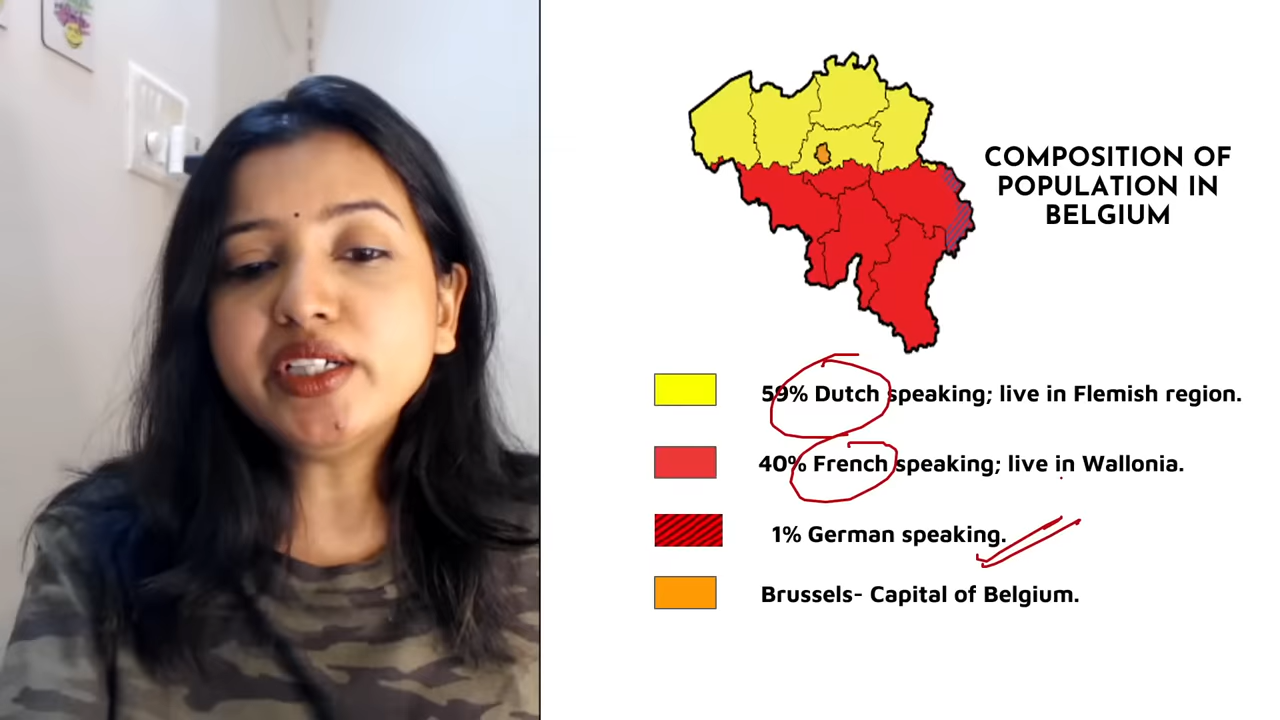 COMPOSITION OF
POPULATION IN
BELGIUM
59% Dutch speaking; live in Flemish region.
40% French speaking; live in Wallonia.
1% German speaking.
Brussels- Capital of Belgium.